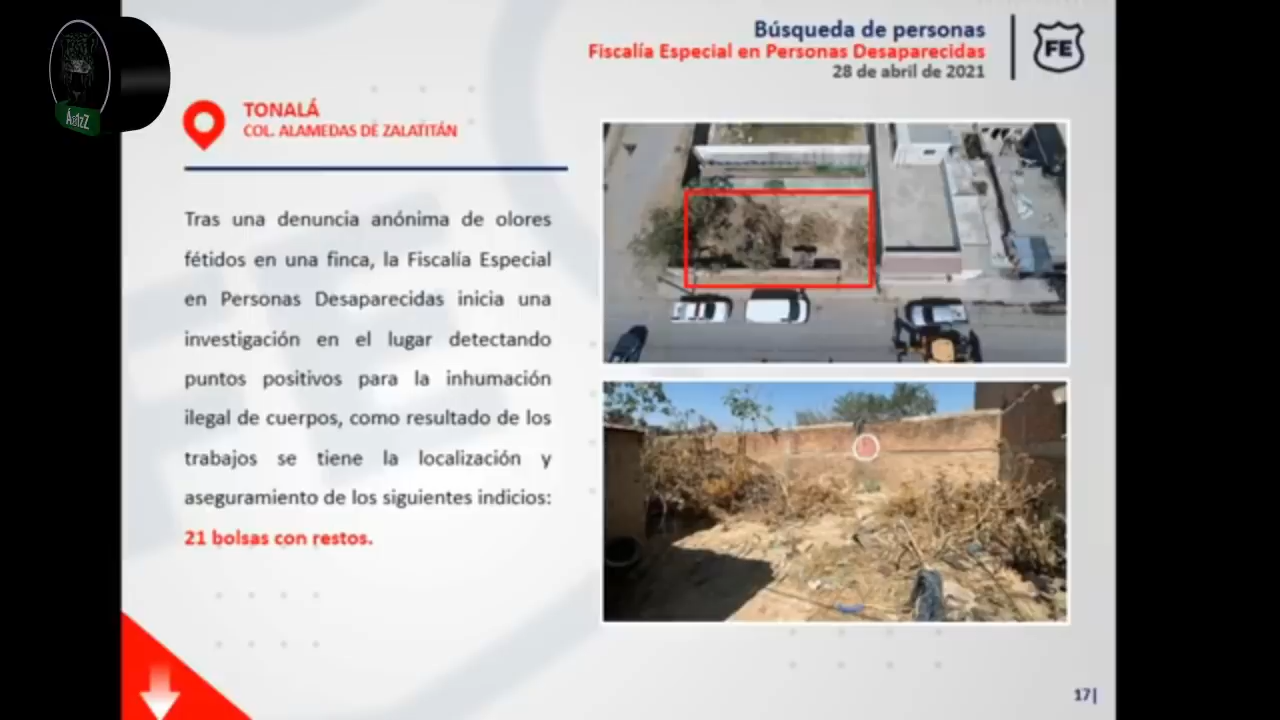 ÁazzZ
Búsqueda de personas
Fiscalía Especial en Personas Desaparecidas
28 de abril de 2021
FE
TONALÁ
COL. ALAMEDAS DE ZALATITÁN
Tras una denuncia anónima de olores
fétidos en una finca, la Fiscalía Especial
en Personas Desaparecidas inicia una
investigación en el lugar detectando
puntos positivos para la inhumación
ilegal de cuerpos, como resultado de los
trabajos se tiene la localización y
aseguramiento de los siguientes indicios:
21 bolsas con restos.
17|